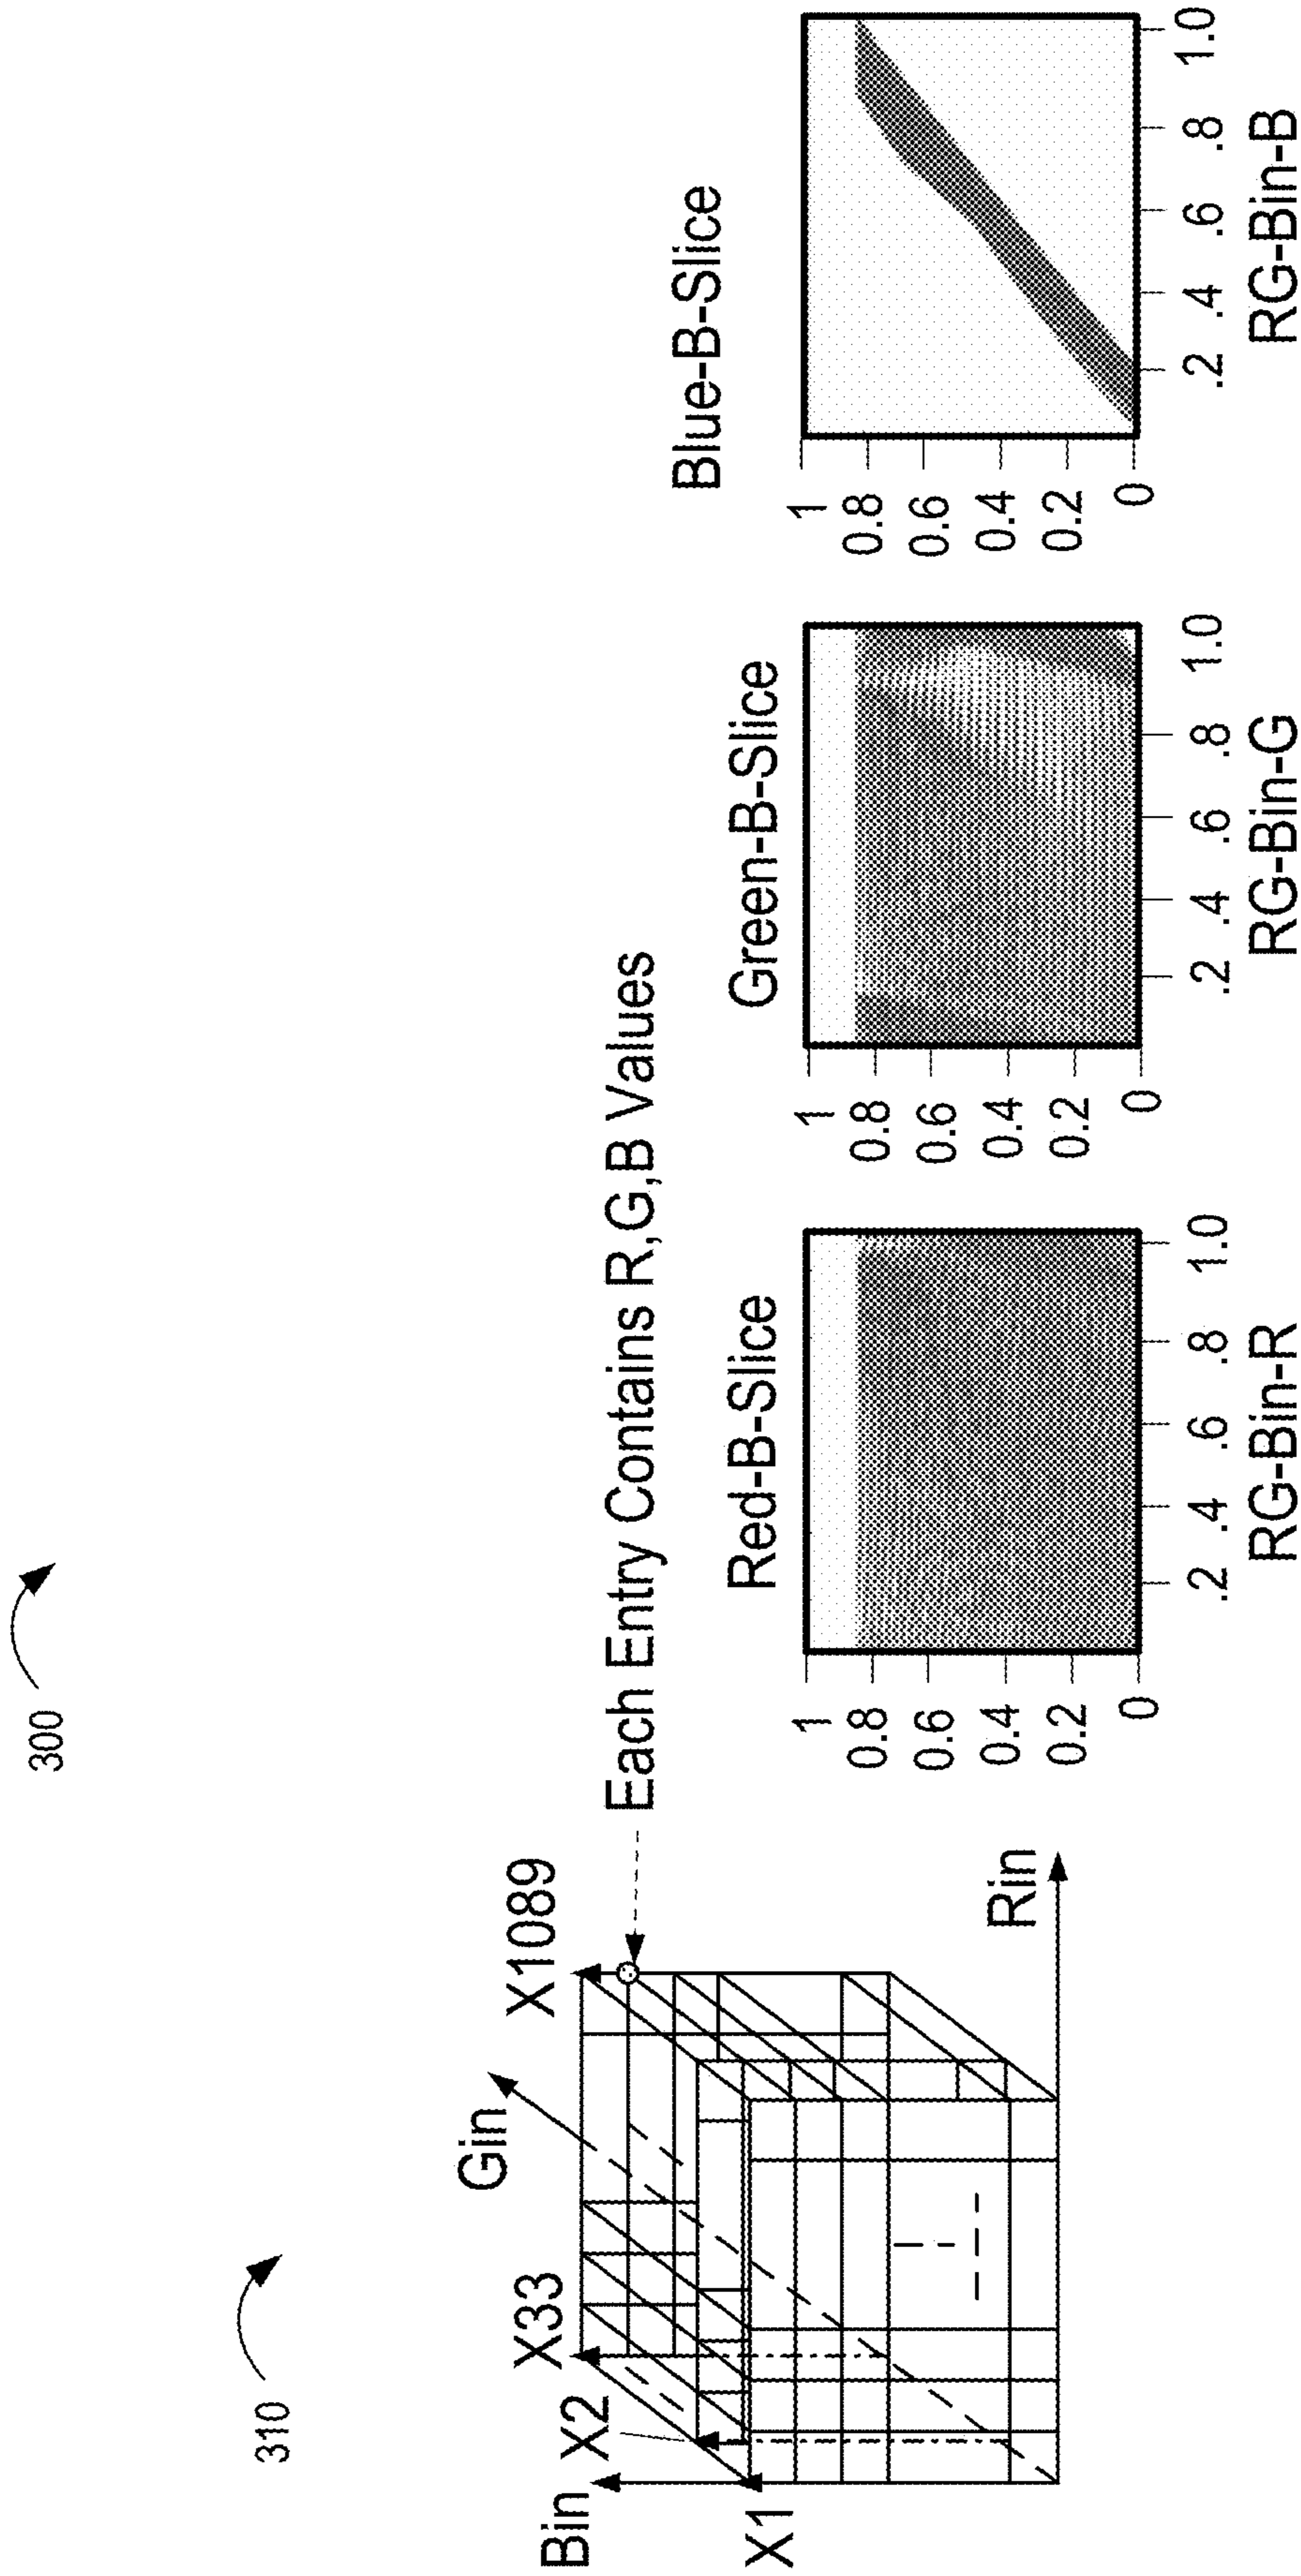 300
310
Bin
Gin
Rin
X1
X2
X33
X1089
Each Entry Contains R,G,B Values
Red-B-Slice
1
0.8
0.6
0.4
0.2
0
.2 .4 .6 .8 1.0
RG-Bin-R
Green-B-Slice
1
0.8
0.6
0.4
0.2
0
.2 .4 .6 .8 1.0
RG-Bin-G
Blue-B-Slice
1
0.8
0.6
0.4
0.2
0
.2 .4 .6 .8 1.0
RG-Bin-B